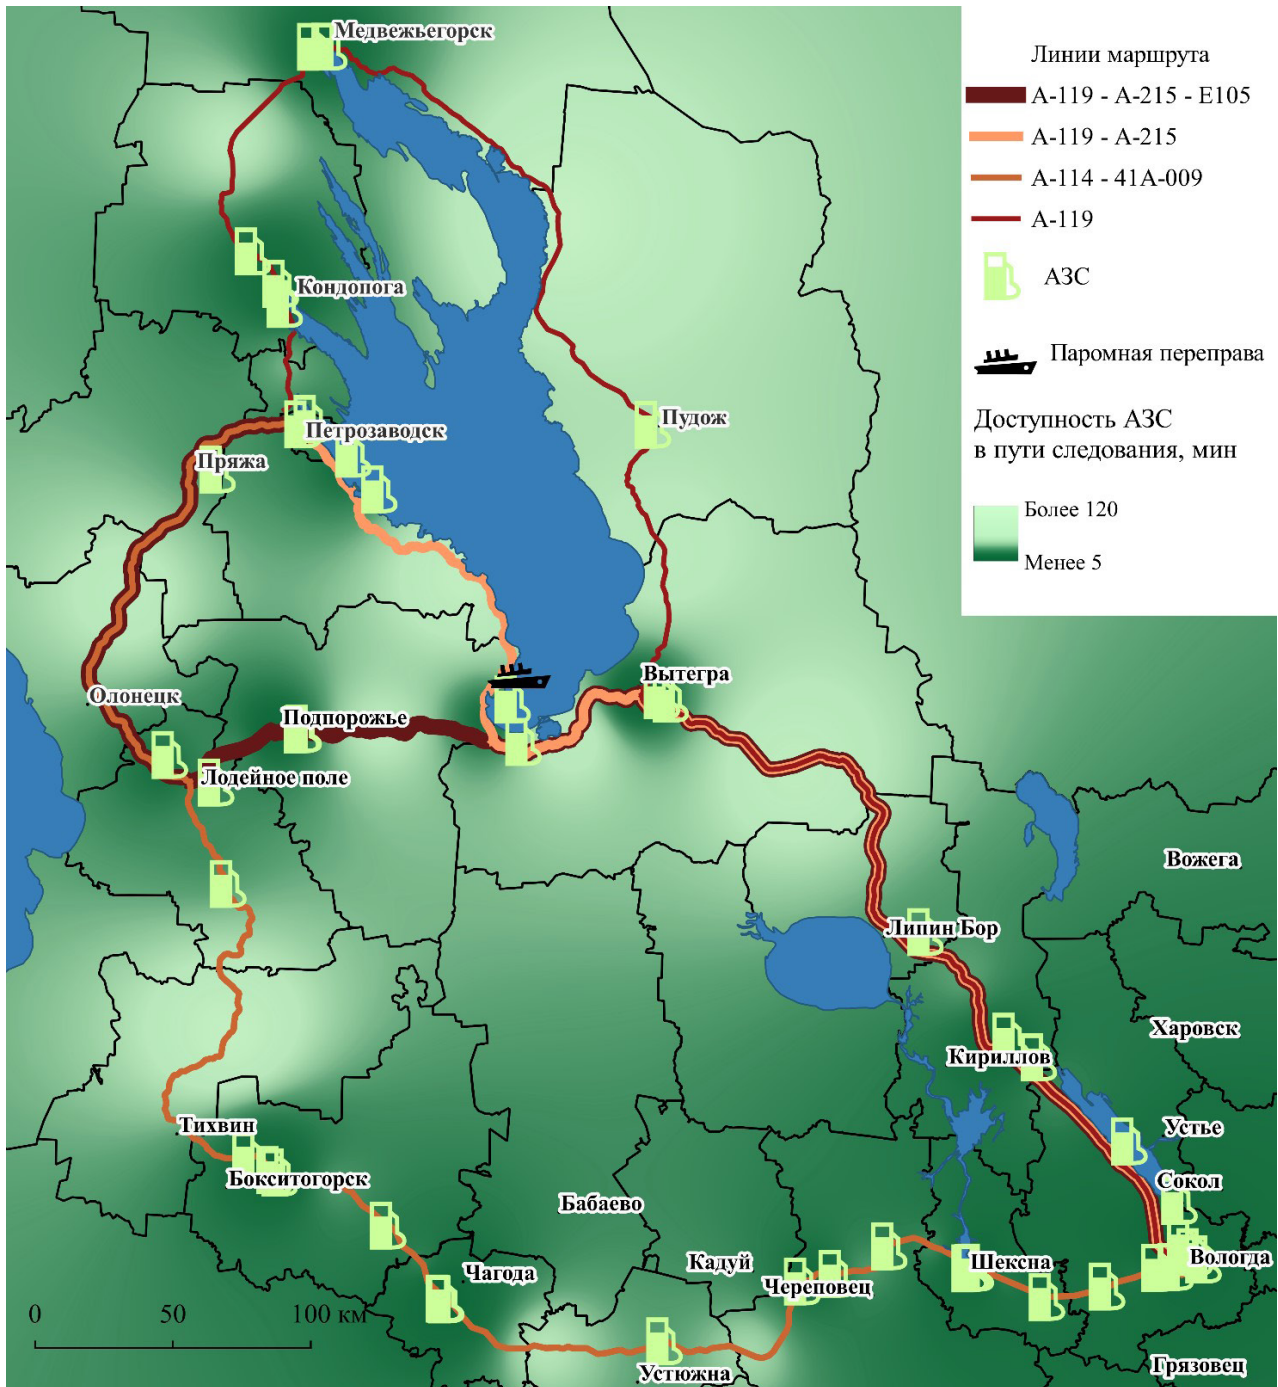 Медвежьегорск
Линии маршрута
А-119 - А-215 - Е105
А-119 - А-215
А-114 - 41А-009
А-119
АЗС
Паромная переправа
Доступность АЗС
в пути следования, мин
Более 120
Менее 5
Кондопога
Петрозаводск
Пудож
Пряжа
Вытегра
Олонецк
Подпорожье
Лодейное поле
Вожега
Липин Бор
Харовск
Кириллов
Тихвин
Устье
Бокситогорск
Сокол
Бабаево
Чагода
Кадуй
Шексна
Вологда
Череповец
0 50 100 км
Устюжна
Грязовец